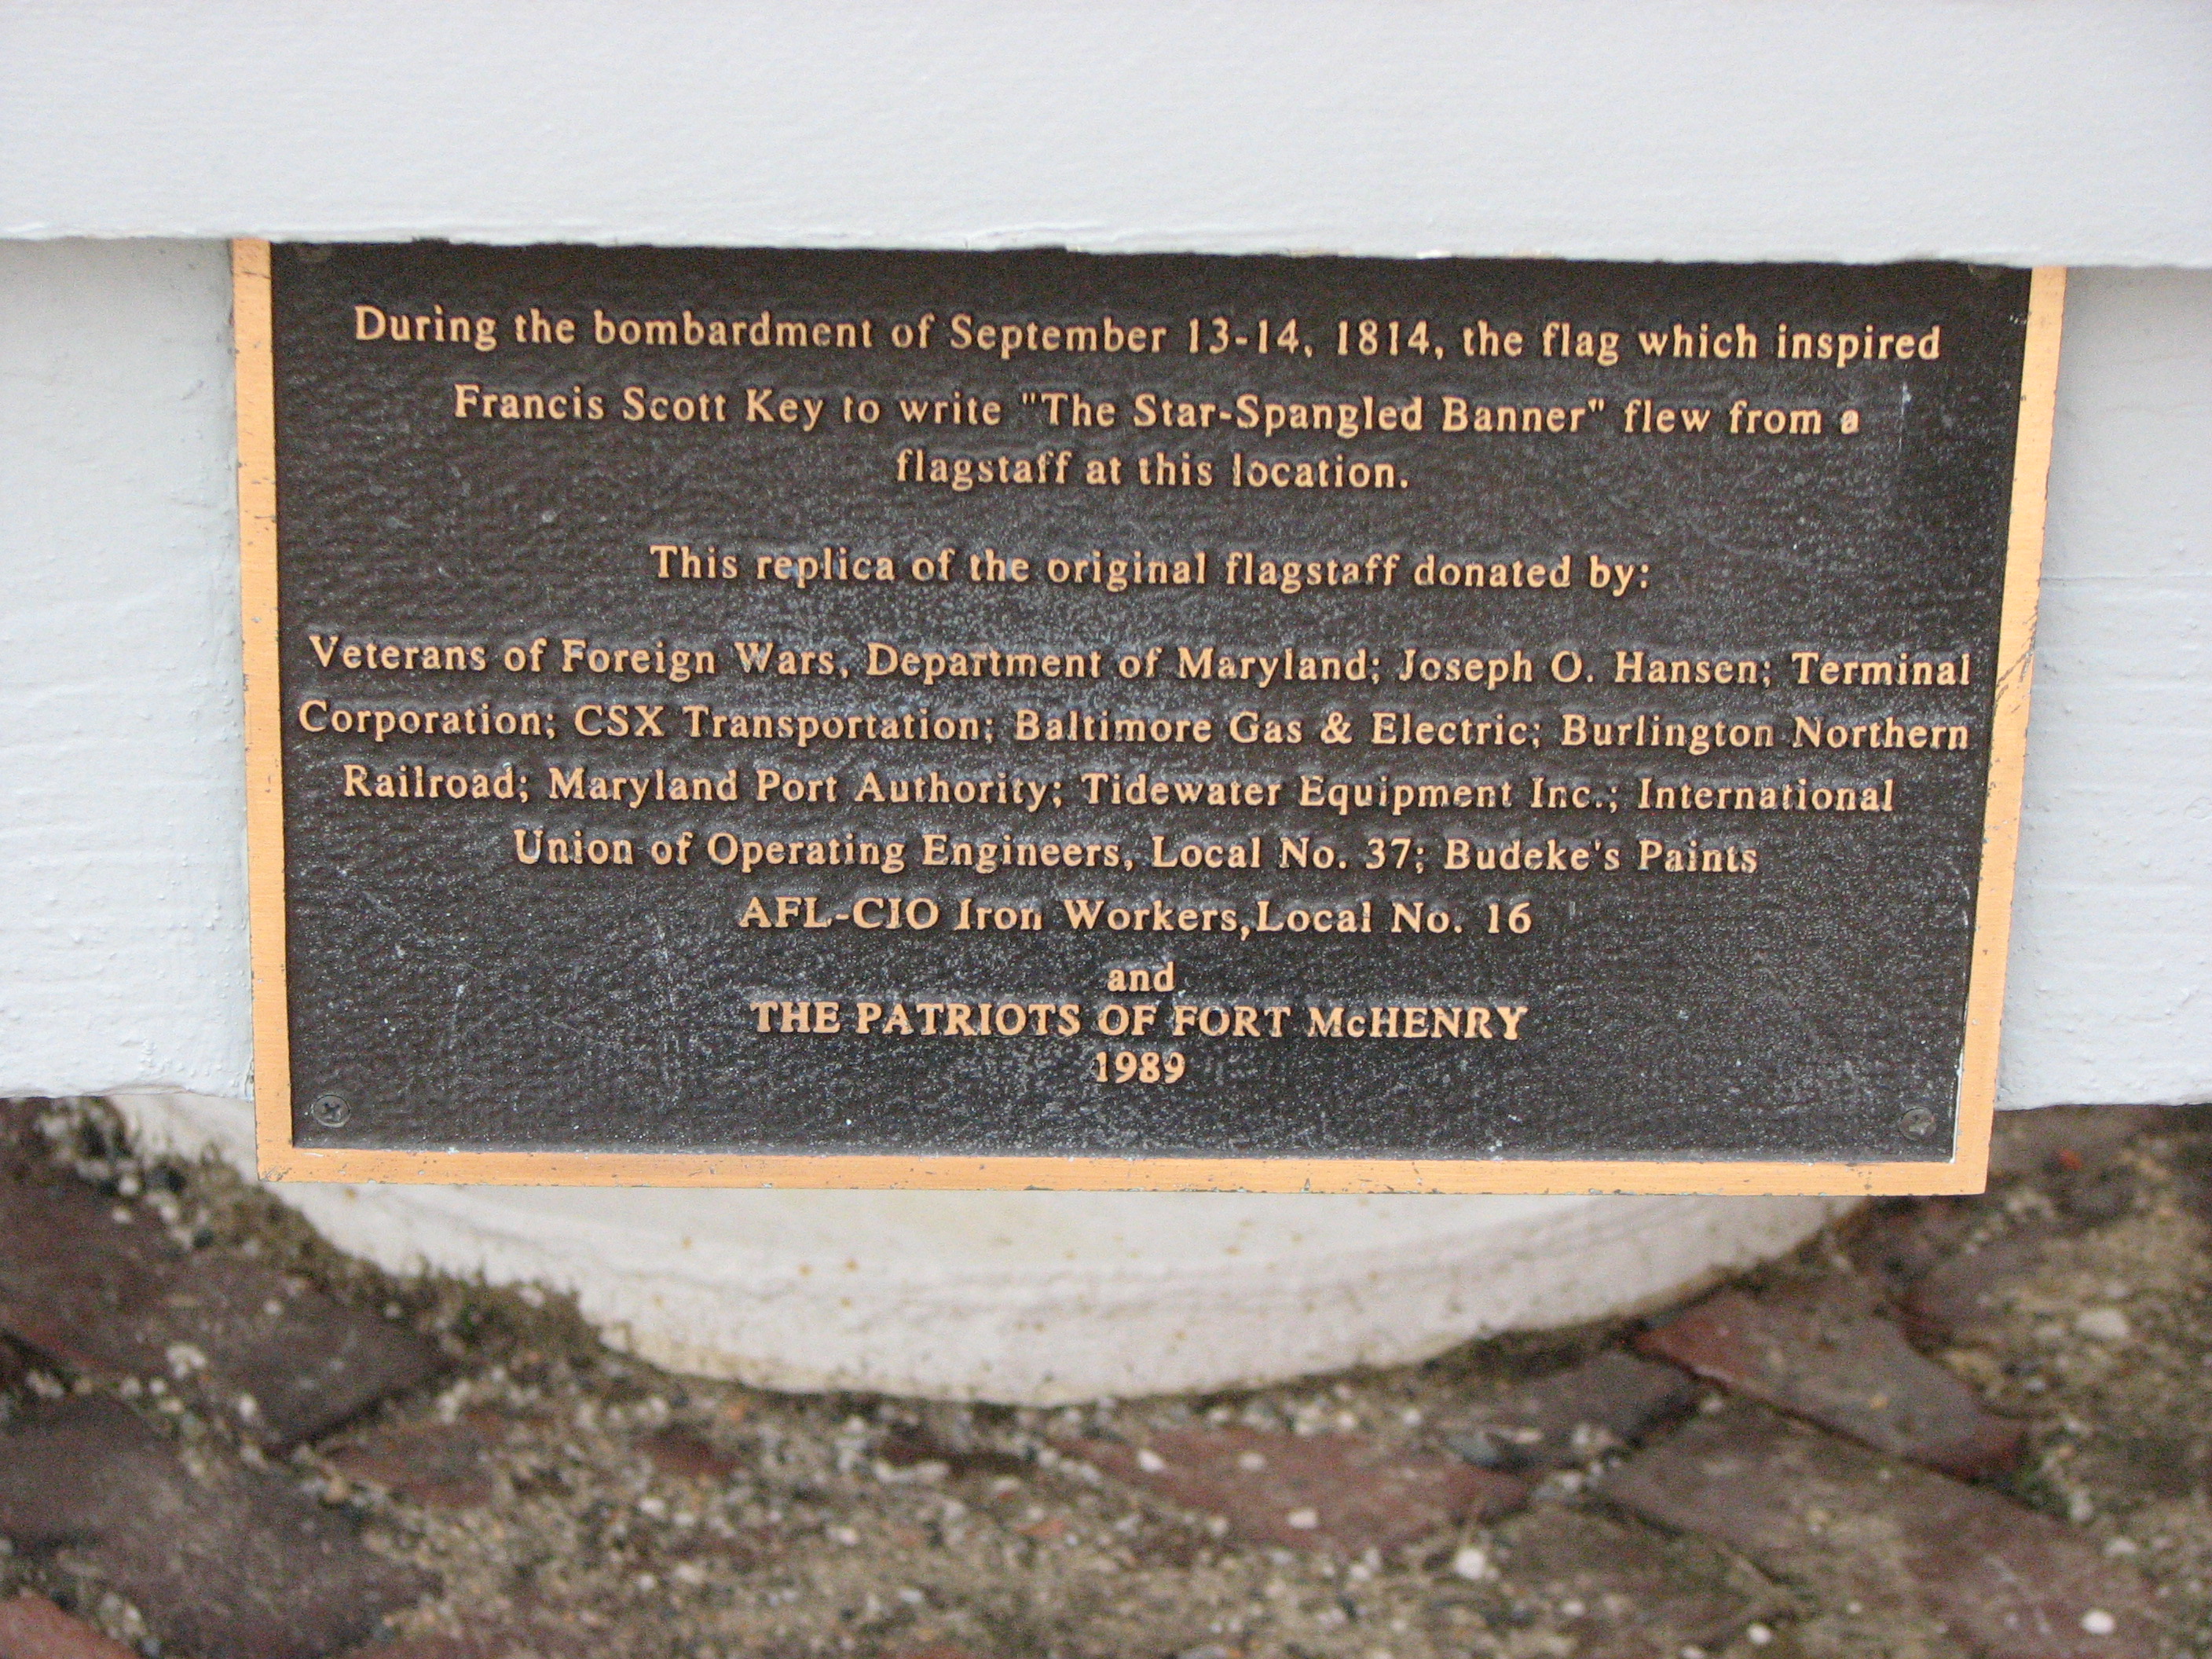 During the bombardment of September 13-14, 1814, the flag which inspired
Francis Scott Key to write "The Star-Spangled Banner" flew from a
flagstaff at this location.
This replica of the original flagstaff donated by:
Veterans of Foreign Wars, Department of Maryland; Joseph O. Hansen; Terminal
Corporation; CSX Transportation; Baltimore Gas & Electric; Burlington Northern
Railroad; Maryland Port Authority; Tidewater Equipment Inc.; International
Union of Operating Engineers, Local No. 37; Budeke's Paints
AFL-CIO Iron Workers,Local No. 16
and
THE PATRIOTS OF FORT McHENRY
1989